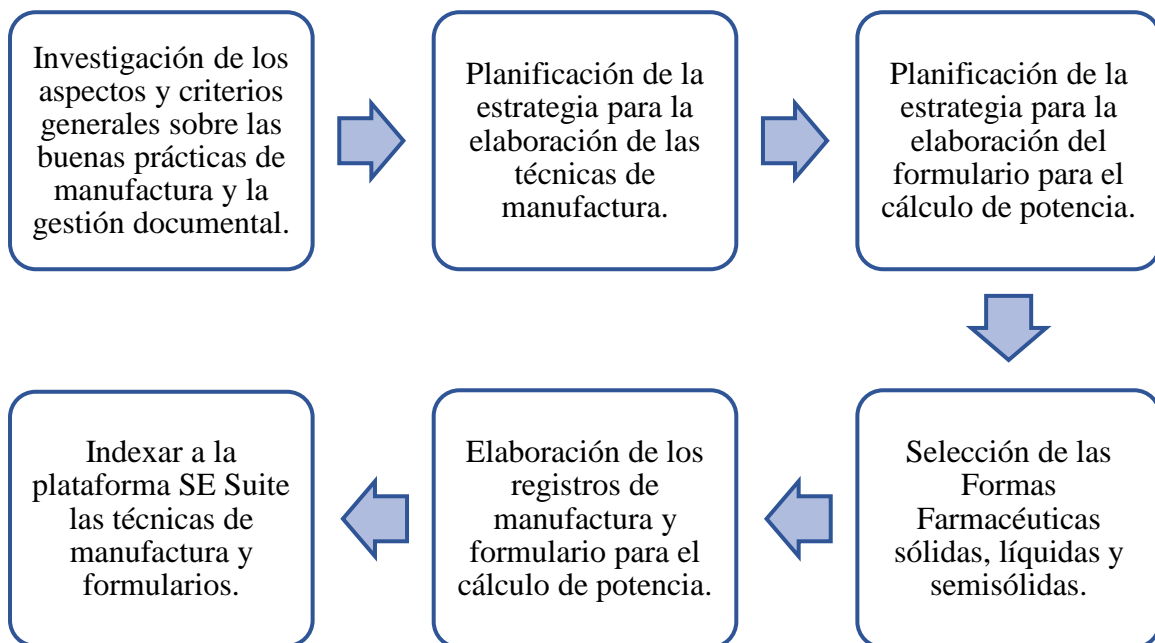 Investigación de los
aspectos y criterios
generales sobre las
buenas prácticas de
manufactura y la
gestión documental.
Planificación de la
estrategia para la
elaboración de las
técnicas de
manufactura.
Planificación de la
estrategia para la
elaboración del
formulario para el
cálculo de potencia.
Selección de las
Formas
Farmacéuticas
sólidas, líquidas y
semisólidas.
Elaboración de los
registros de
manufactura y
formulario para el
cálculo de potencia.
Indexar a la
plataforma SE Suite
las técnicas de
manufactura y
formularios.